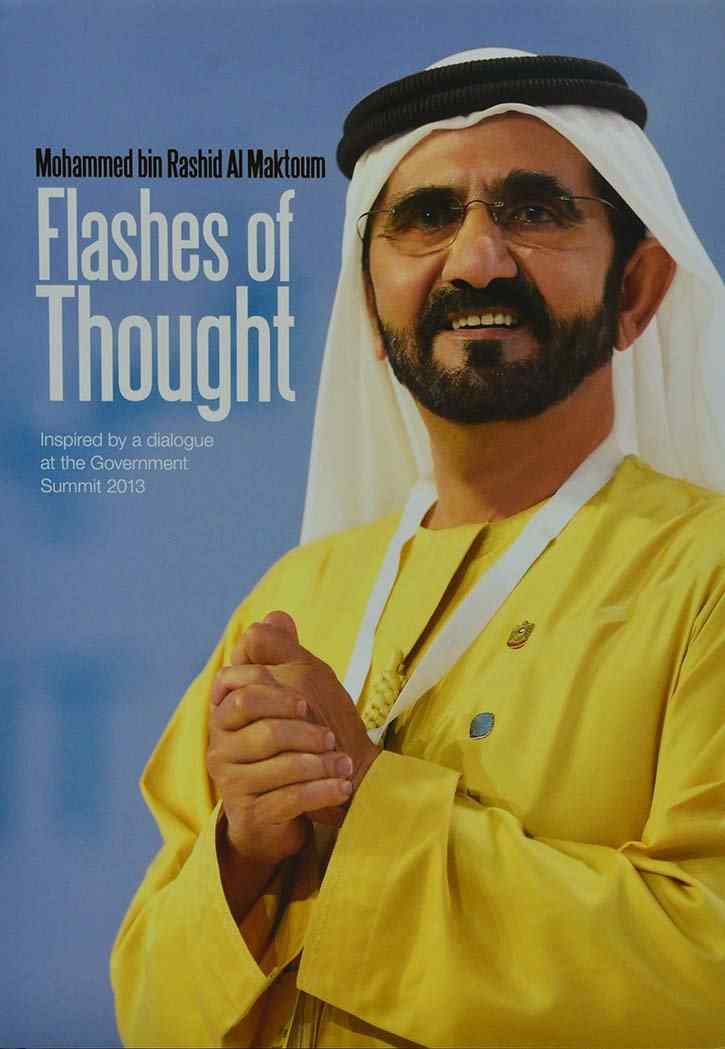 Mohammed bin Rashid Al Maktoum
Flashes of
Thought
Inspired by a dialogue
at the Government
Summit 2013